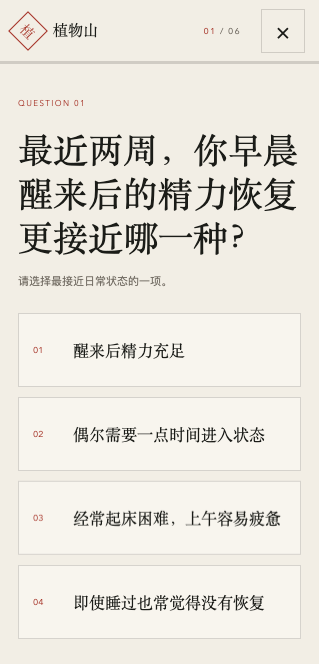 植 植物山
01 / 06
×
QUESTION 01
最近两周，你早晨
醒来后的精力恢复
更接近哪一种？
请选择最接近日常状态的一项。
01 醒来后精力充足
02 偶尔需要一点时间进入状态
03 经常起床困难，上午容易疲惫
04 即使睡过也常觉得没有恢复